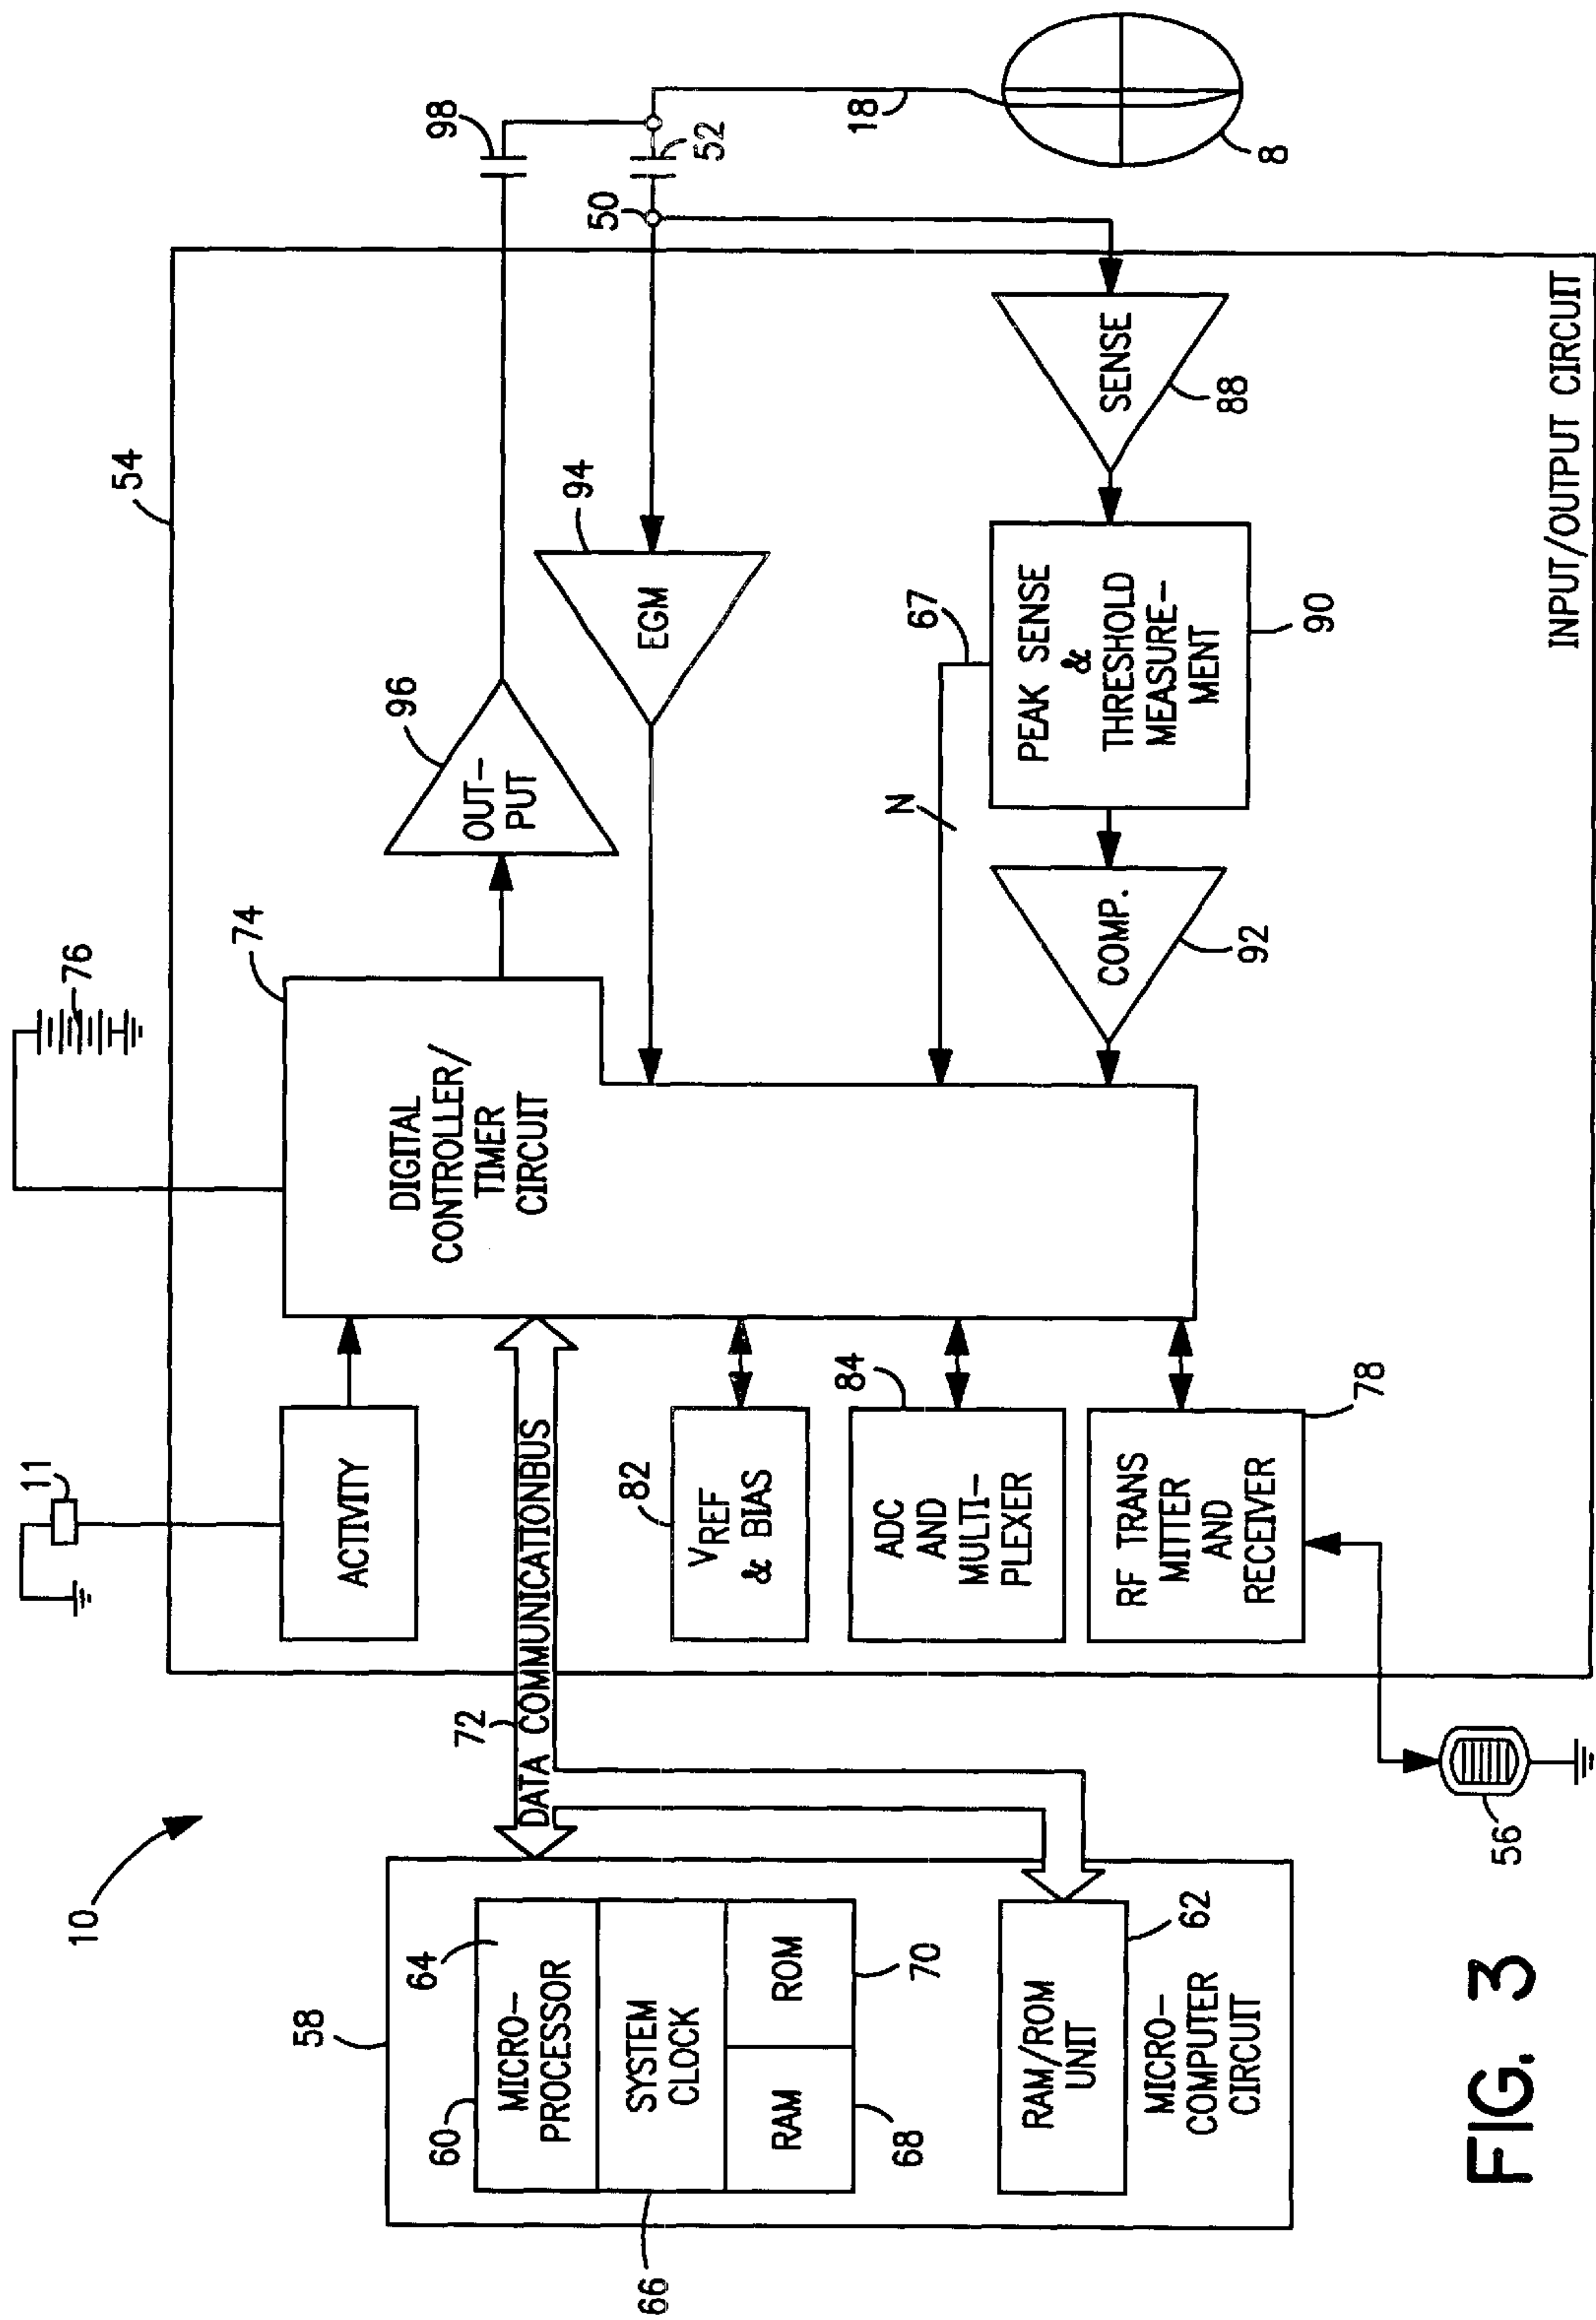 10
58
60
64
MICRO-
PROCESSOR
SYSTEM
CLOCK
RAM
ROM
66
68
70
RAM/ROM
UNIT
62
MICRO-
COMPUTER
CIRCUIT
72
DATA COMMUNICATIONBUS
11
ACTIVITY
82
VREF
& BIAS
84
ADC
AND
MULTI-
PLEXER
RF TRANS
MITTER
AND
RECEIVER
78
56
76
74
DIGITAL
CONTROLLER/
TIMER
CIRCUIT
54
96
OUT-
PUT
94
EGM
N
67
PEAK SENSE
&
THRESHOLD
MEASURE-
MENT
90
COMP.
92
SENSE
88
98
50
52
18
8
INPUT/OUTPUT CIRCUIT
FIG. 3